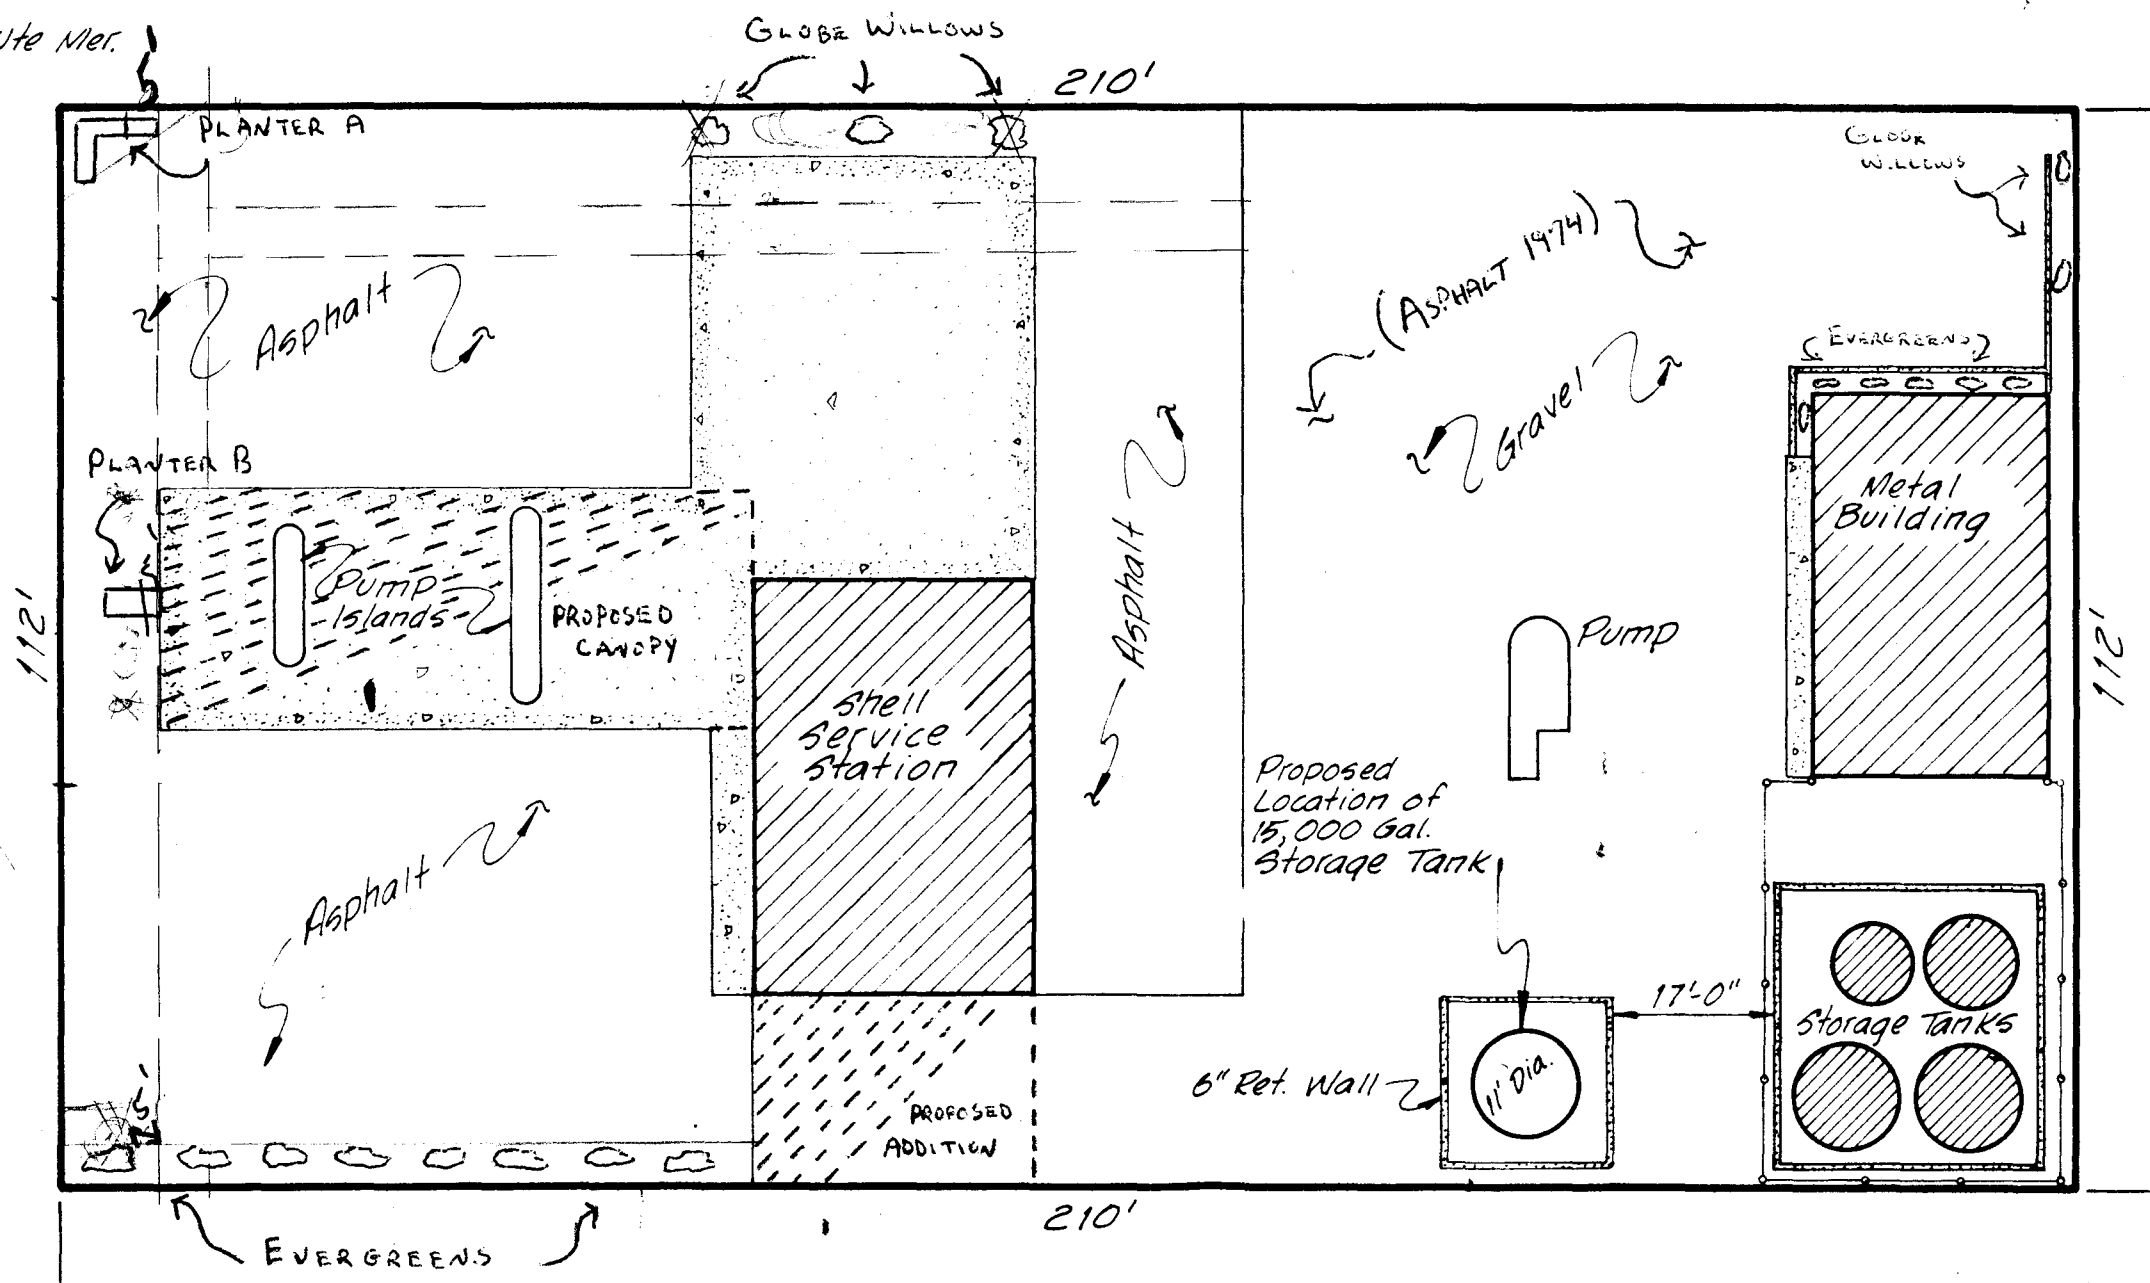 Mer.
GLOBE WILLOWS
210'
PLANTER A
GLOBE
WILLOWS
Asphalt
(ASPHALT 1974)
EVERGREENS
Gravel
PLANTER B
Metal
Building
Pump
Islands
PROPOSED
CANOPY
Asphalt
Pump
112'
112'
Shell
Service
Station
Proposed
Location of
15,000 Gal.
Storage Tank
Asphalt
17'-0"
Storage Tanks
6" Ret. Wall
11' Dia.
PROPOSED
ADDITION
210'
EVERGREENS